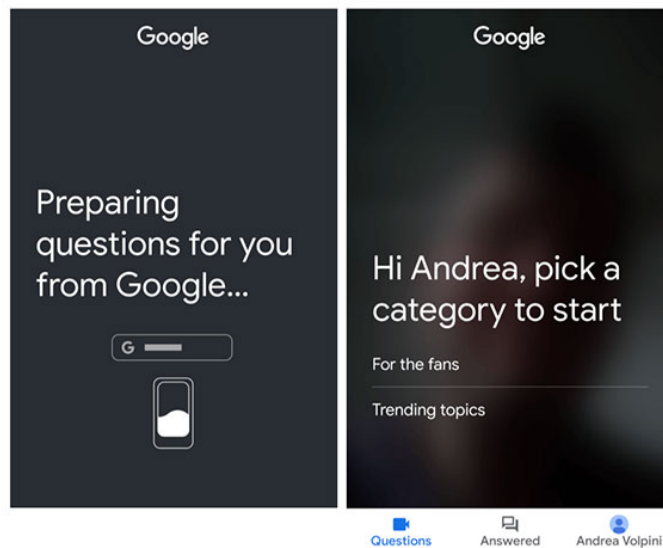 Google
Preparing
questions for you
from Google...
G
Google
Hi Andrea, pick a
category to start
For the fans
Trending topics
Questions
Answered
Andrea Volpini